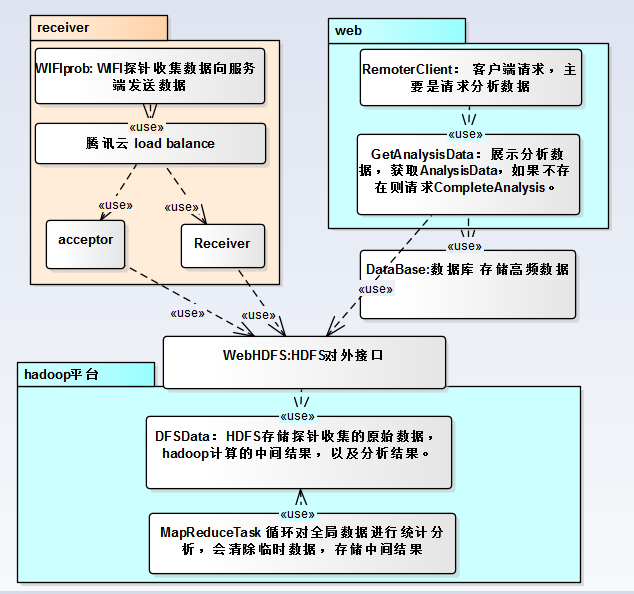 receiver
WIFIprob: WIFI探针收集数据向服务
端发送数据
«use»
腾讯云 load balance
«use»
«use»
acceptor
Receiver
«use»
«use»
web
RemoterClient： 客户端请求，主
要是请求分析数据
«use»
GetAnalysisData： 展示分析数
据，获取AnalysisData，如果不存
在则请求CompleteAnalysis。
«use»
DataBase:数据库 存储高频数据
«use»
WebHDFS:HDFS对外接口
hadoop平台
«use»
DFSData： HDFS存储探针收集的原始数据，
hadoop计算的中间结果，以及分析结果。
«use»
MapReduceTask 循环对全局数据进行统计分
析，会清除临时数据，存储中间结果